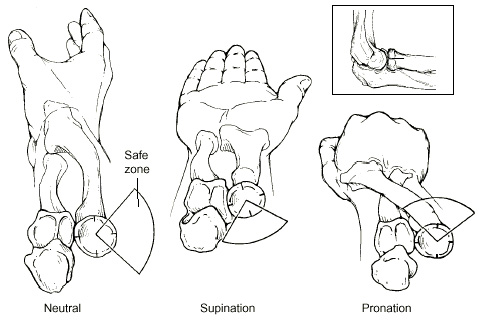 Safe
zone
Neutral
Supination
Pronation